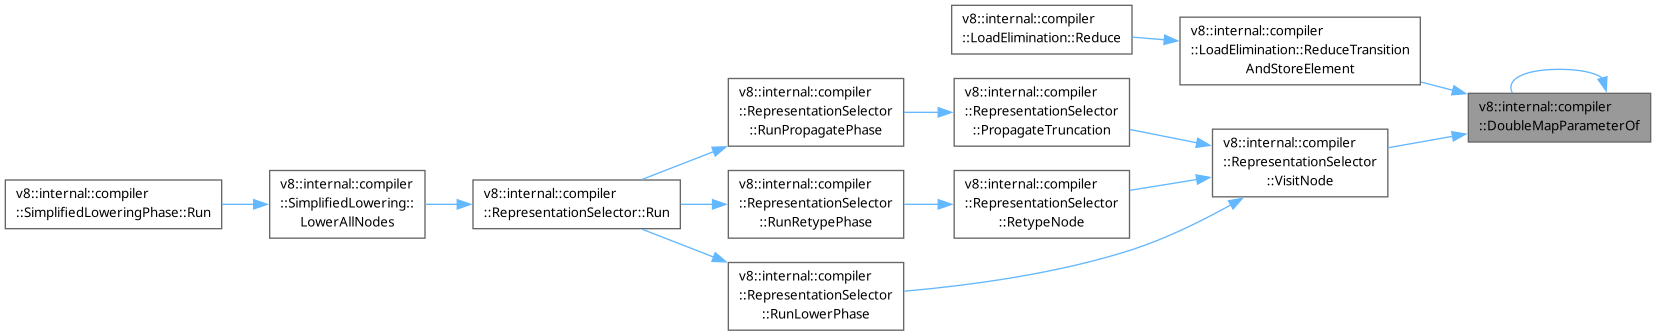 v8::internal::compiler
::SimplifiedLoweringPhase::Run
v8::internal::compiler
::SimplifiedLowering::
LowerAllNodes
v8::internal::compiler
::RepresentationSelector::Run
v8::internal::compiler
::RepresentationSelector
::RunPropagatePhase
v8::internal::compiler
::RepresentationSelector
::RunRetypePhase
v8::internal::compiler
::RepresentationSelector
::RunLowerPhase
v8::internal::compiler
::LoadElimination::Reduce
v8::internal::compiler
::RepresentationSelector
::PropagateTruncation
v8::internal::compiler
::RepresentationSelector
::RetypeNode
v8::internal::compiler
::LoadElimination::ReduceTransition
AndStoreElement
v8::internal::compiler
::RepresentationSelector
::VisitNode
v8::internal::compiler
::DoubleMapParameterOf